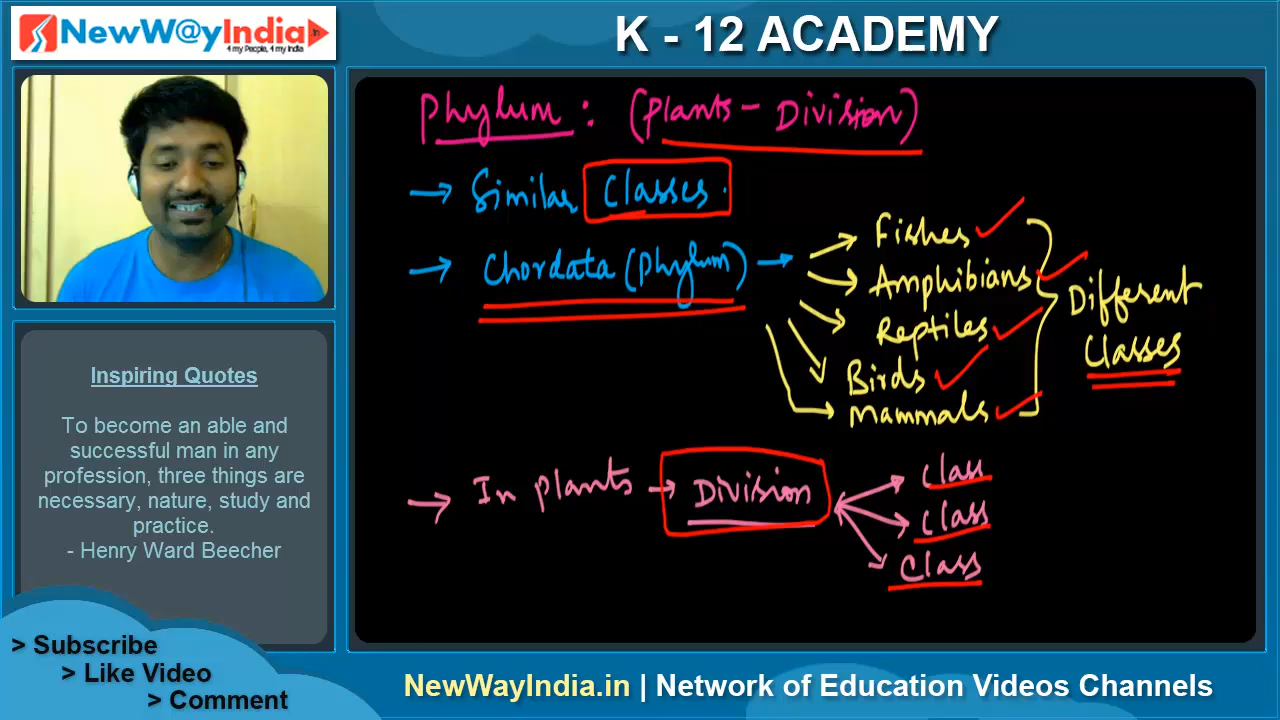 NewW@yIndia.in
4 my People, 4 my India
K - 12 ACADEMY
Phylum : (Plants - Division)
→ Similar Classes.
→ Chordata (Phylum) →
Fishes
Amphibians
Reptiles
Birds
Mammals
Different
Classes
→ In plants → Division
Class
Class
Class
Inspiring Quotes
To become an able and
successful man in any
profession, three things are
necessary, nature, study and
practice.
- Henry Ward Beecher
> Subscribe
> Like Video
> Comment
NewWayIndia.in | Network of Education Videos Channels